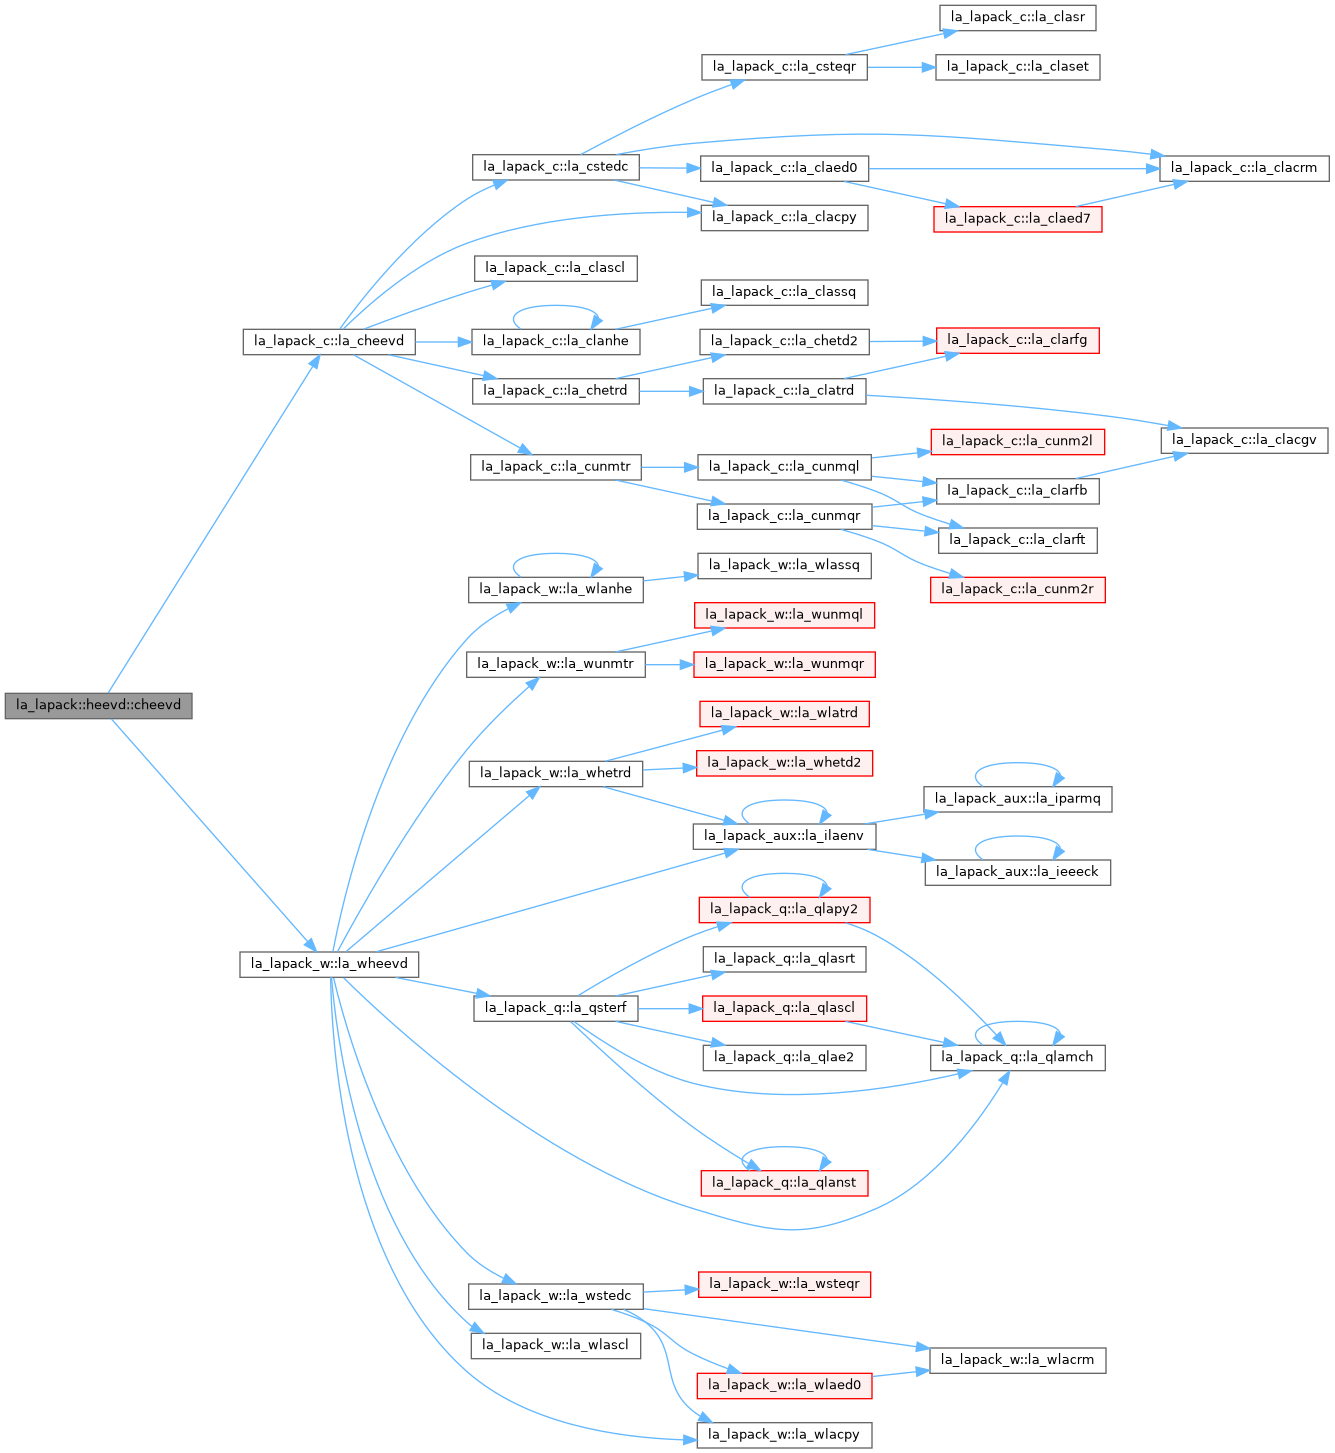 la_lapack_c::la_clasr
la_lapack_c::la_csteqr
la_lapack_c::la_claset
la_lapack_c::la_cstedc
la_lapack_c::la_claed0
la_lapack_c::la_clacrm
la_lapack_c::la_clacpy
la_lapack_c::la_claed7
la_lapack_c::la_clascl
la_lapack_c::la_classq
la_lapack_c::la_cheevd
la_lapack_c::la_clanhe
la_lapack_c::la_chetd2
la_lapack_c::la_clarfg
la_lapack_c::la_chetrd
la_lapack_c::la_clatrd
la_lapack_c::la_cunm2l
la_lapack_c::la_clacgv
la_lapack_c::la_cunmtr
la_lapack_c::la_cunmql
la_lapack_c::la_clarfb
la_lapack_c::la_cunmqr
la_lapack_c::la_clarft
la_lapack_w::la_wlassq
la_lapack_w::la_wlanhe
la_lapack_c::la_cunm2r
la_lapack_w::la_wunmql
la_lapack_w::la_wunmtr
la_lapack_w::la_wunmqr
la_lapack::heevd::cheevd
la_lapack_w::la_wlatrd
la_lapack_w::la_whetrd
la_lapack_w::la_whetd2
la_lapack_aux::la_iparmq
la_lapack_aux::la_ilaenv
la_lapack_aux::la_ieeeck
la_lapack_q::la_qlapy2
la_lapack_w::la_wheevd
la_lapack_q::la_qlasrt
la_lapack_q::la_qsterf
la_lapack_q::la_qlascl
la_lapack_q::la_qlae2
la_lapack_q::la_qlamch
la_lapack_q::la_qlanst
la_lapack_w::la_wsteqr
la_lapack_w::la_wstedc
la_lapack_w::la_wlascl
la_lapack_w::la_wlacrm
la_lapack_w::la_wlaed0
la_lapack_w::la_wlacpy